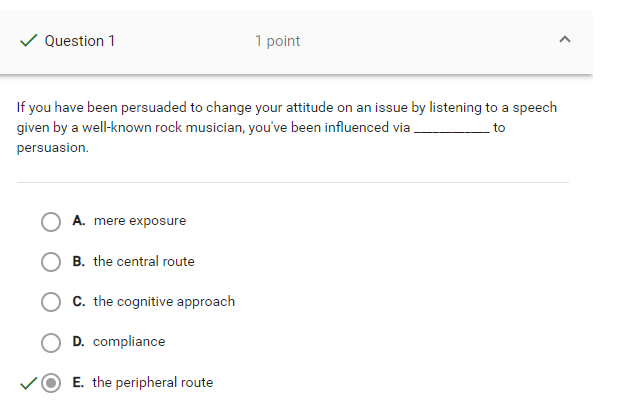 Question 1 1 point
If you have been persuaded to change your attitude on an issue by listening to a speech
given by a well-known rock musician, you've been influenced via ____________ to
persuasion.
A. mere exposure
B. the central route
C. the cognitive approach
D. compliance
E. the peripheral route